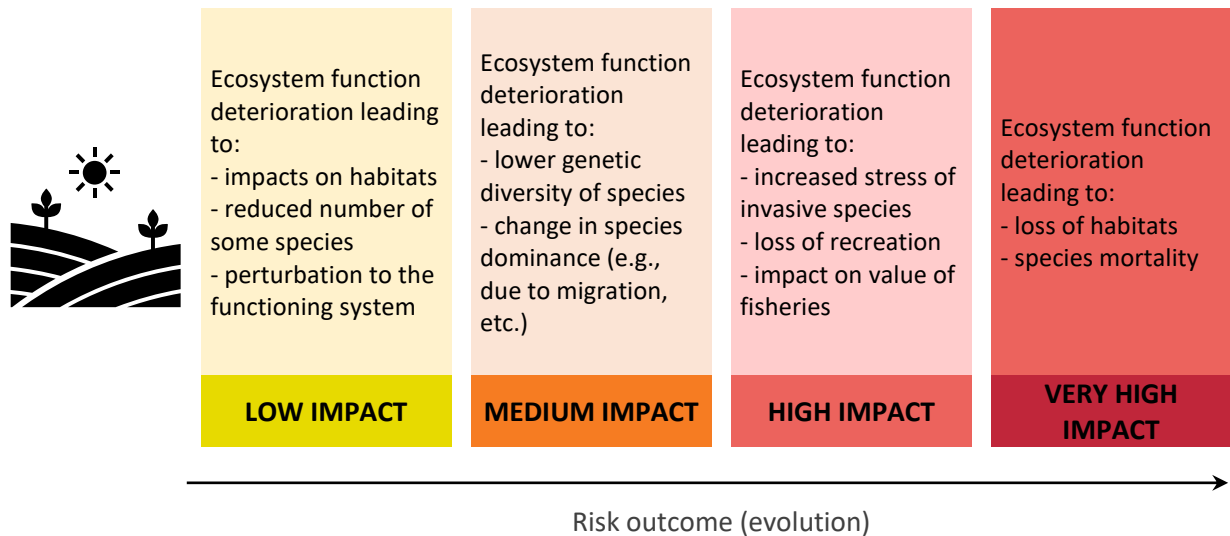 Ecosystem function
deterioration leading
to:
- impacts on habitats
- reduced number of
some species
- perturbation to the
functioning system
LOW IMPACT
Ecosystem function
deterioration
leading to:
- lower genetic
diversity of species
- change in species
dominance (e.g.,
due to migration,
etc.)
MEDIUM IMPACT
Ecosystem function
deterioration
leading to:
- increased stress of
invasive species
- loss of recreation
- impact on value of
fisheries
HIGH IMPACT
Ecosystem function
deterioration
leading to:
- loss of habitats
- species mortality
VERY HIGH
IMPACT
Risk outcome (evolution)